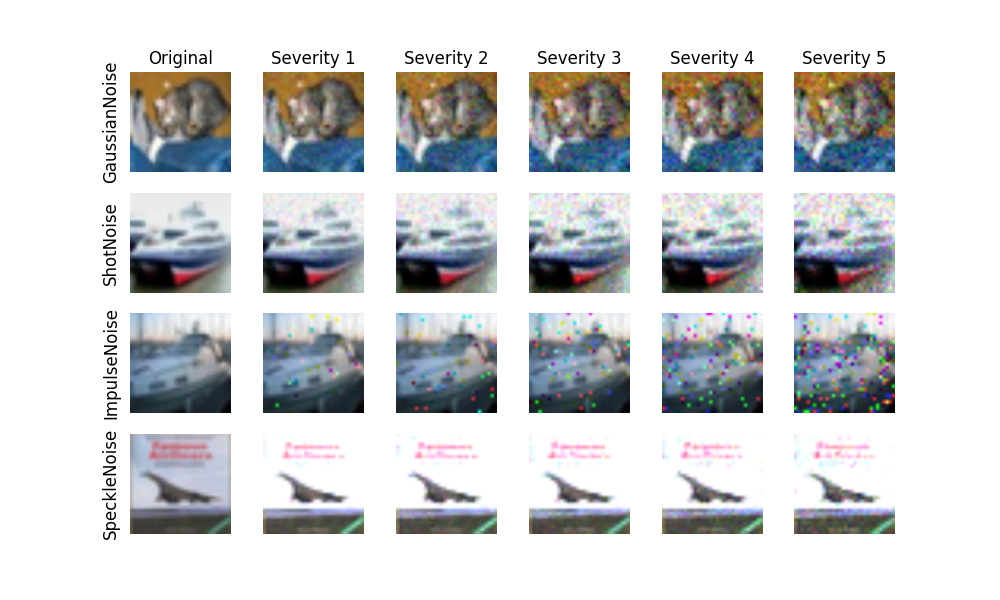 Original Severity 1 Severity 2 Severity 3 Severity 4 Severity 5
GaussianNoise
ShotNoise
ImpulseNoise
SpeckleNoise